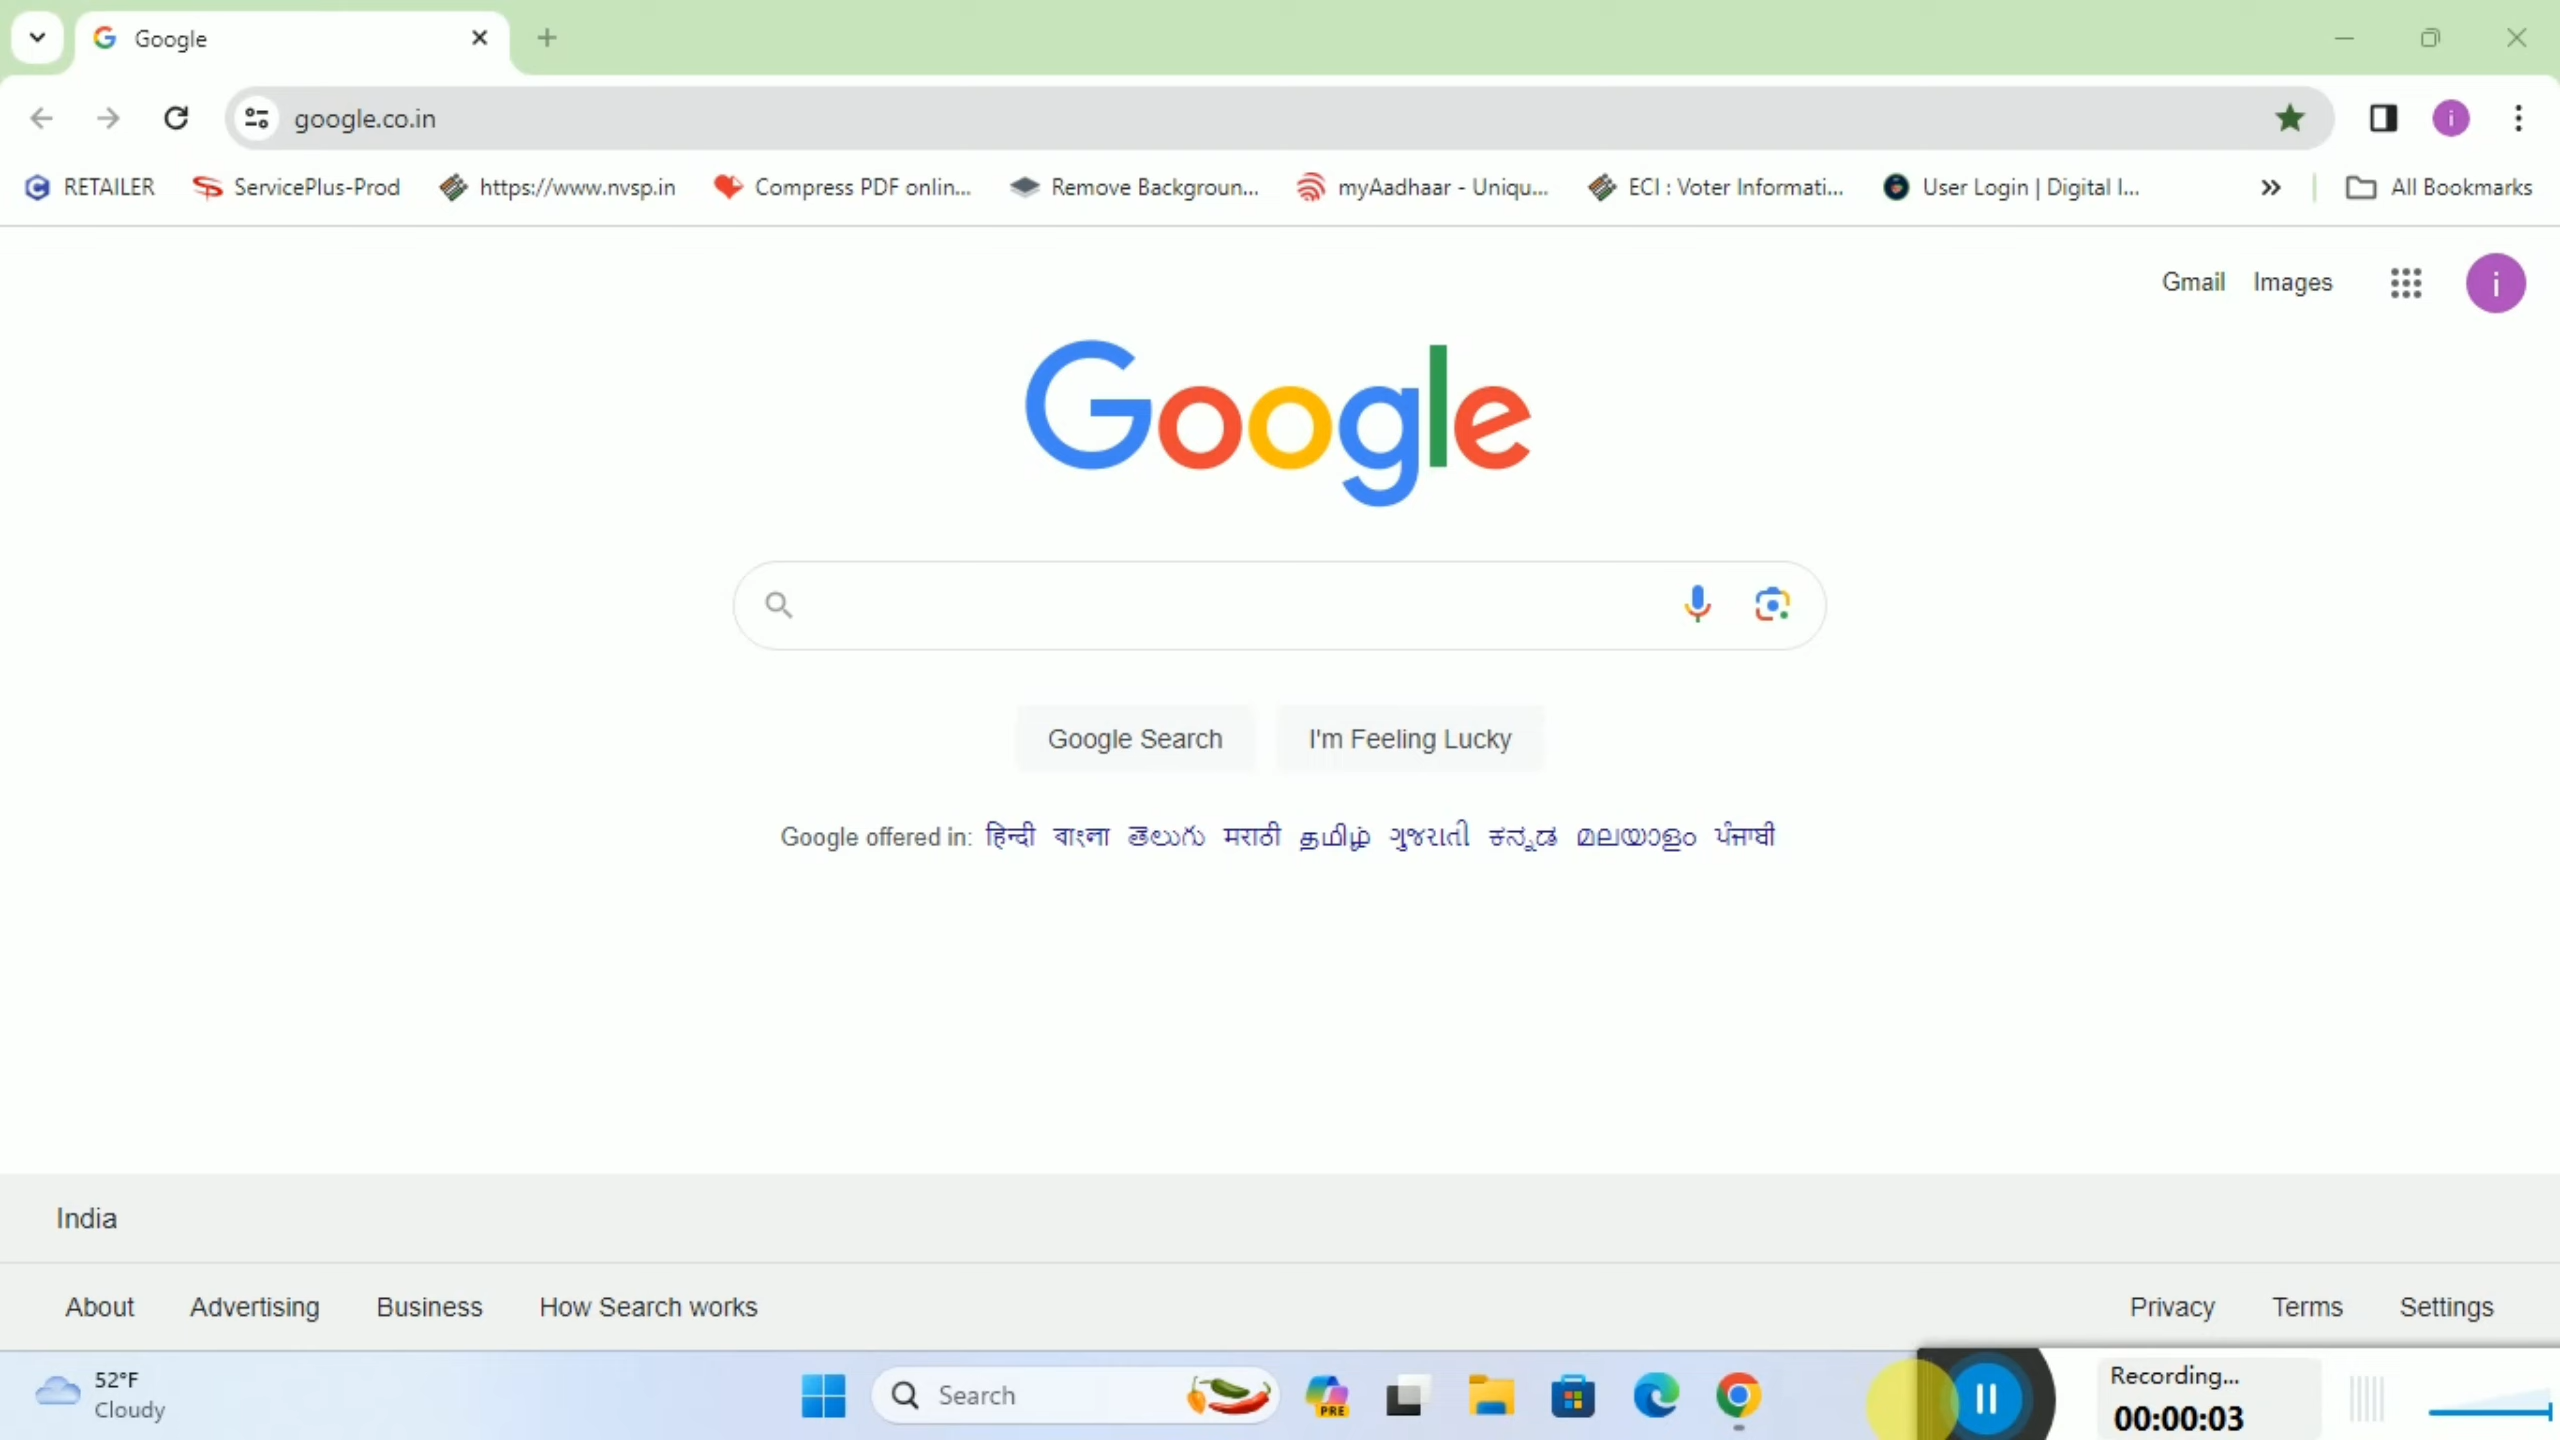 Google
google.co.in
RETAILER ServicePlus-Prod https://www.nvsp.in Compress PDF onlin... Remove Backgroun... myAadhaar - Uniqu... ECI : Voter Informati... User Login | Digital I... » All Bookmarks
i
Gmail Images i
Google
Google Search I'm Feeling Lucky
Google offered in: हिन्दी বাংলা తెలుగు मराठी தமிழ் ગુજરાતી ಕನ್ನಡ മലയാളം ਪੰਜਾਬੀ
India
About Advertising Business How Search works Privacy Terms Settings
52°F
Cloudy
Search
PRE
Recording...
00:00:03